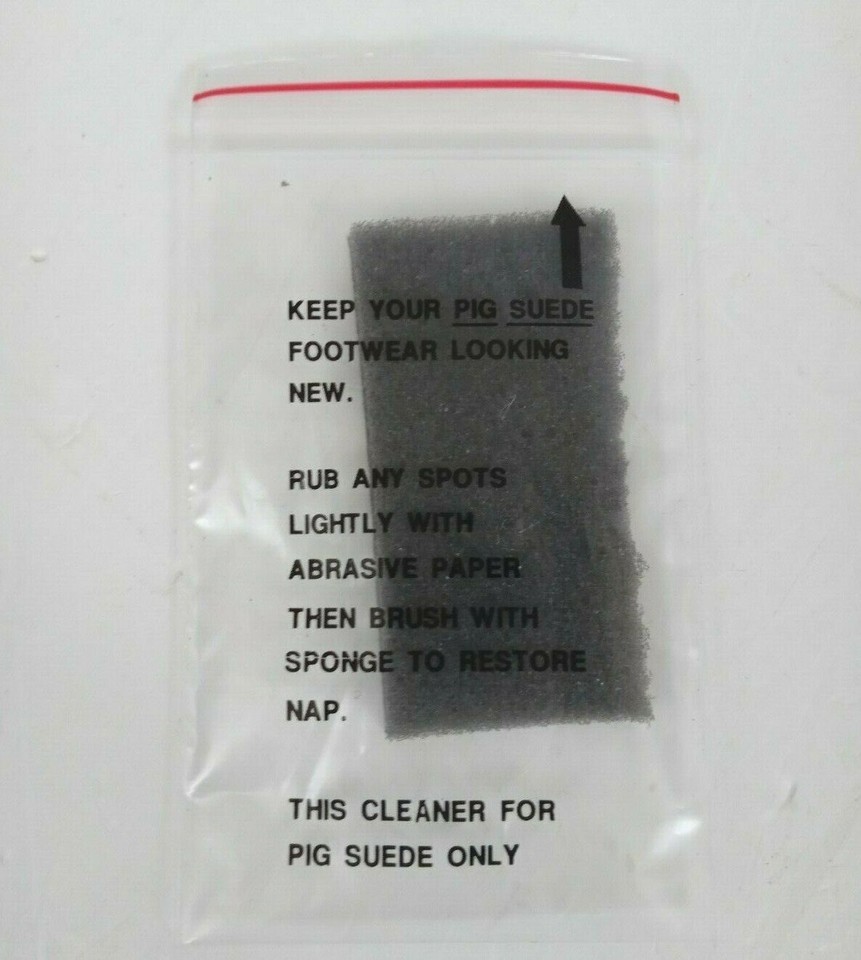 KEEP YOUR PIG SUEDE
FOOTWEAR LOOKING
NEW.
RUB ANY SPOTS
LIGHTLY WITH
ABRASIVE PAPER
THEN BRUSH WITH
SPONGE TO RESTORE
NAP.
THIS CLEANER FOR
PIG SUEDE ONLY